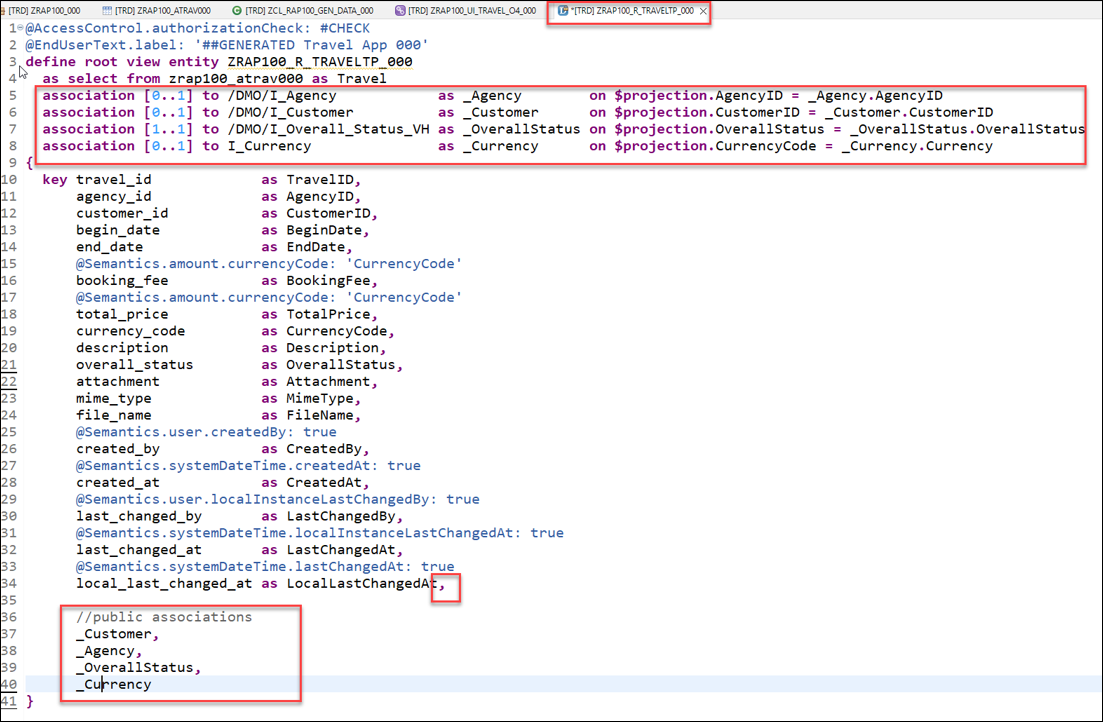 [TRD] ZRAP100_000 [TRD] ZRAP100_ATRAV000 [TRD] ZCL_RAP100_GEN_DATA_000 [TRD] ZRAP100_UI_TRAVEL_O4_000 *[TRD] ZRAP100_R_TRAVELTP_000
1 @AccessControl.authorizationCheck: #CHECK
2 @EndUserText.label: '##GENERATED Travel App 000'
3 define root view entity ZRAP100_R_TRAVELTP_000
4 as select from zrap100_atrav000 as Travel
5 association [0..1] to /DMO/I_Agency as _Agency on $projection.AgencyID = _Agency.AgencyID
6 association [0..1] to /DMO/I_Customer as _Customer on $projection.CustomerID = _Customer.CustomerID
7 association [1..1] to /DMO/I_Overall_Status_VH as _OverallStatus on $projection.OverallStatus = _OverallStatus.OverallStatus
8 association [0..1] to I_Currency as _Currency on $projection.CurrencyCode = _Currency.Currency
9 {
10 key travel_id as TravelID,
11 agency_id as AgencyID,
12 customer_id as CustomerID,
13 begin_date as BeginDate,
14 end_date as EndDate,
15 @Semantics.amount.currencyCode: 'CurrencyCode'
16 booking_fee as BookingFee,
17 @Semantics.amount.currencyCode: 'CurrencyCode'
18 total_price as TotalPrice,
19 currency_code as CurrencyCode,
20 description as Description,
21 overall_status as OverallStatus,
22 attachment as Attachment,
23 mime_type as MimeType,
24 file_name as FileName,
25 @Semantics.user.createdBy: true
26 created_by as CreatedBy,
27 @Semantics.systemDateTime.createdAt: true
28 created_at as CreatedAt,
29 @Semantics.user.localInstanceLastChangedBy: true
30 last_changed_by as LastChangedBy,
31 @Semantics.systemDateTime.localInstanceLastChangedAt: true
32 last_changed_at as LastChangedAt,
33 @Semantics.systemDateTime.lastChangedAt: true
34 local_last_changed_at as LocalLastChangedAt,
35
36 //public associations
37 _Customer,
38 _Agency,
39 _OverallStatus,
40 _Currency
41 }